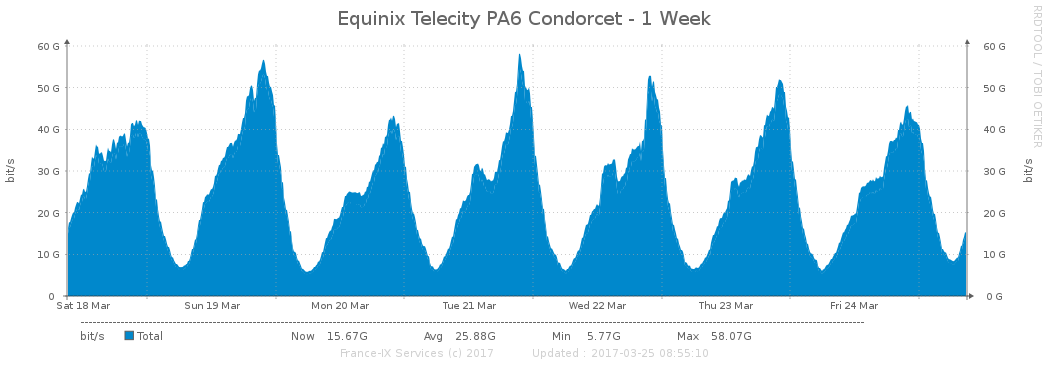 Equinix Telecity PA6 Condorcet - 1 Week
RRDTOOL / TOBI OETIKER
60 G 60 G
50 G 50 G
40 G 40 G
30 G 30 G
20 G 20 G
10 G 10 G
0 0 G
bit/s bit/s
Sat 18 Mar Sun 19 Mar Mon 20 Mar Tue 21 Mar Wed 22 Mar Thu 23 Mar Fri 24 Mar
bit/s Total Now 15.67G Avg 25.88G Min 5.77G Max 58.07G
France-IX Services (c) 2017 Updated : 2017-03-25 08:55:10